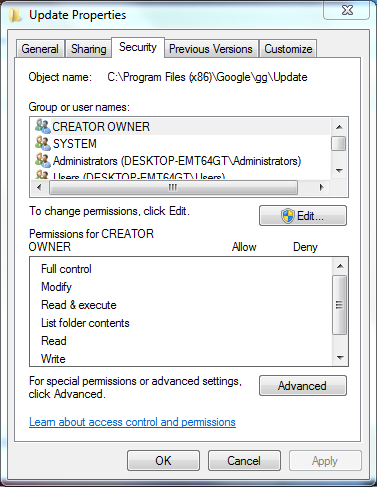 Update Properties
General
Sharing
Security
Previous Versions
Customize
Object name: C:\Program Files (x86)\Google\gg\Update
Group or user names:
CREATOR OWNER
SYSTEM
Administrators (DESKTOP-EMT64GT\Administrators)
Users (DESKTOP-EMT64GT\Users)
To change permissions, click Edit.
Edit...
Permissions for CREATOR
OWNER Allow Deny
Full control
Modify
Read & execute
List folder contents
Read
Write
For special permissions or advanced settings,
click Advanced.
Advanced
Learn about access control and permissions
OK
Cancel
Apply